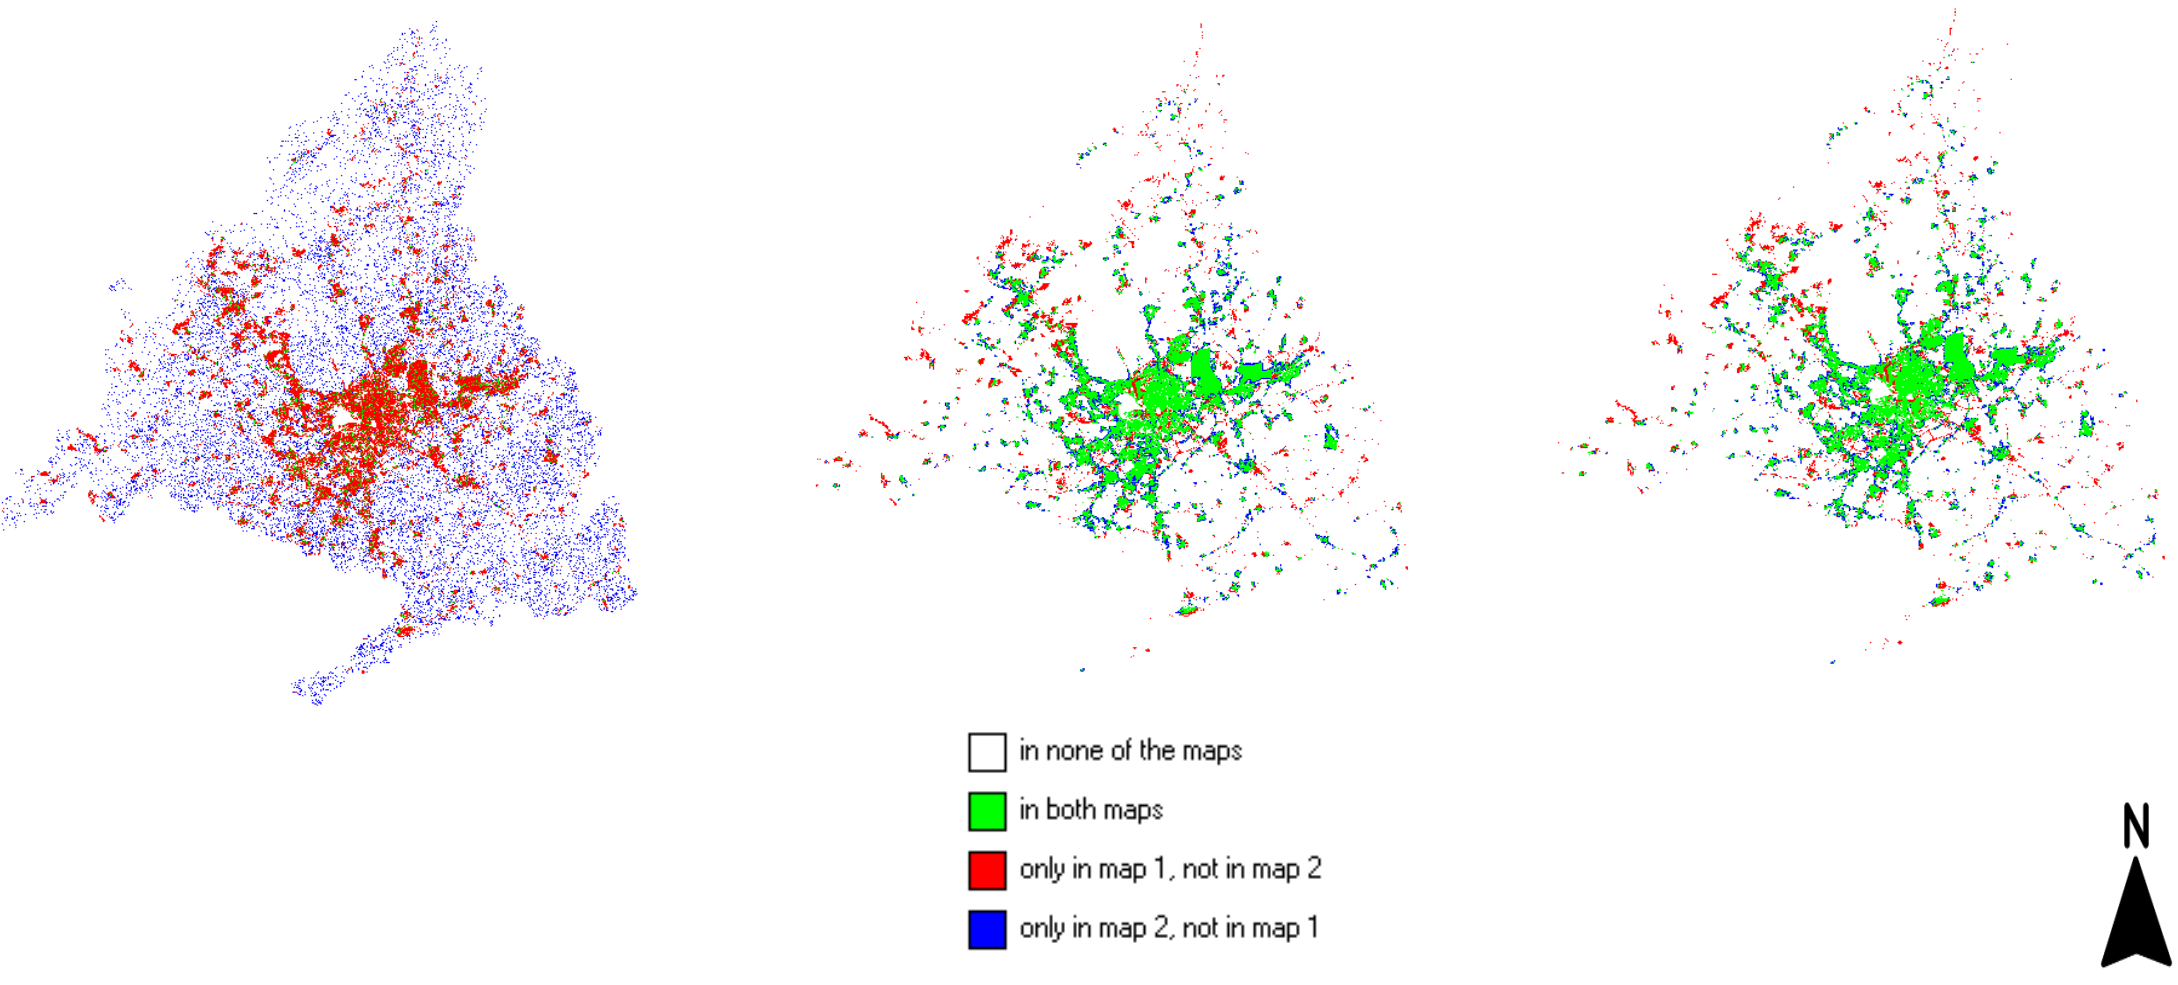 in none of the maps
in both maps
only in map 1, not in map 2
only in map 2, not in map 1
N